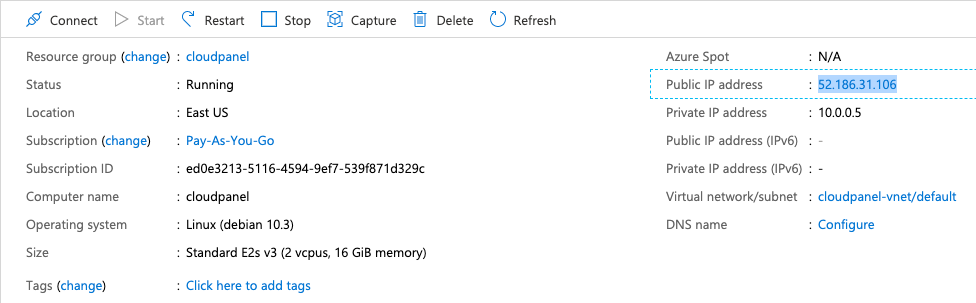 Connect Start Restart Stop Capture Delete Refresh
Resource group (change) : cloudpanel
Status : Running
Location : East US
Subscription (change) : Pay-As-You-Go
Subscription ID : ed0e3213-5116-4594-9ef7-539f871d329c
Computer name : cloudpanel
Operating system : Linux (debian 10.3)
Size : Standard E2s v3 (2 vcpus, 16 GiB memory)
Tags (change) : Click here to add tags
Azure Spot : N/A
Public IP address : 52.186.31.106
Private IP address : 10.0.0.5
Public IP address (IPv6) : -
Private IP address (IPv6) : -
Virtual network/subnet : cloudpanel-vnet/default
DNS name : Configure